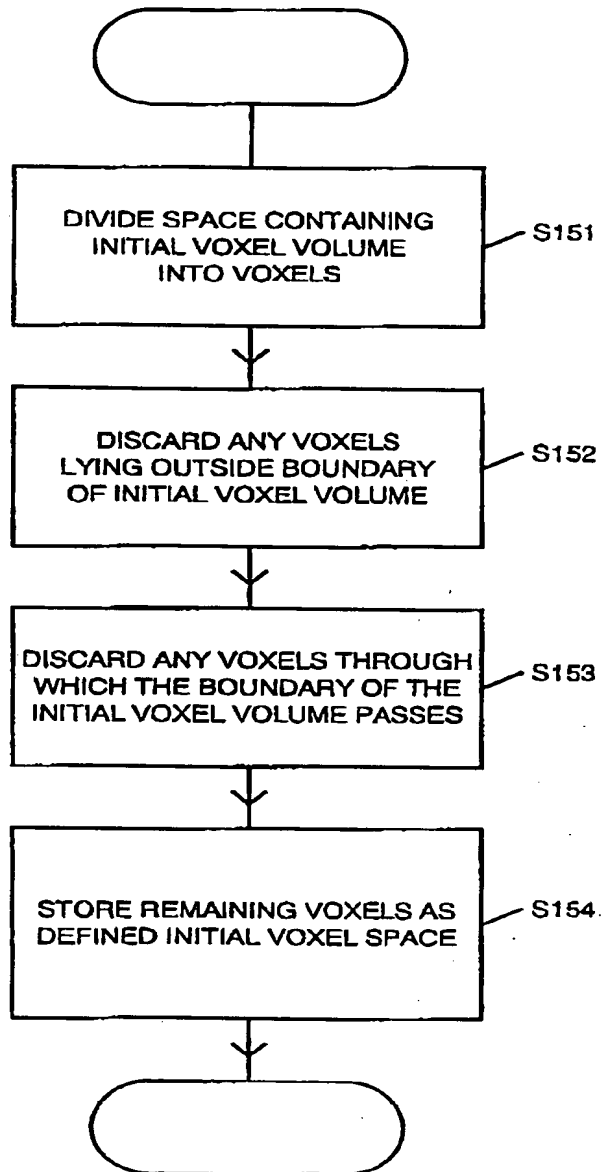 DIVIDE SPACE CONTAINING
INITIAL VOXEL VOLUME
INTO VOXELS
S151
DISCARD ANY VOXELS
LYING OUTSIDE BOUNDARY
OF INITIAL VOXEL VOLUME
S152
DISCARD ANY VOXELS THROUGH
WHICH THE BOUNDARY OF THE
INITIAL VOXEL VOLUME PASSES
S153
STORE REMAINING VOXELS AS
DEFINED INITIAL VOXEL SPACE
S154